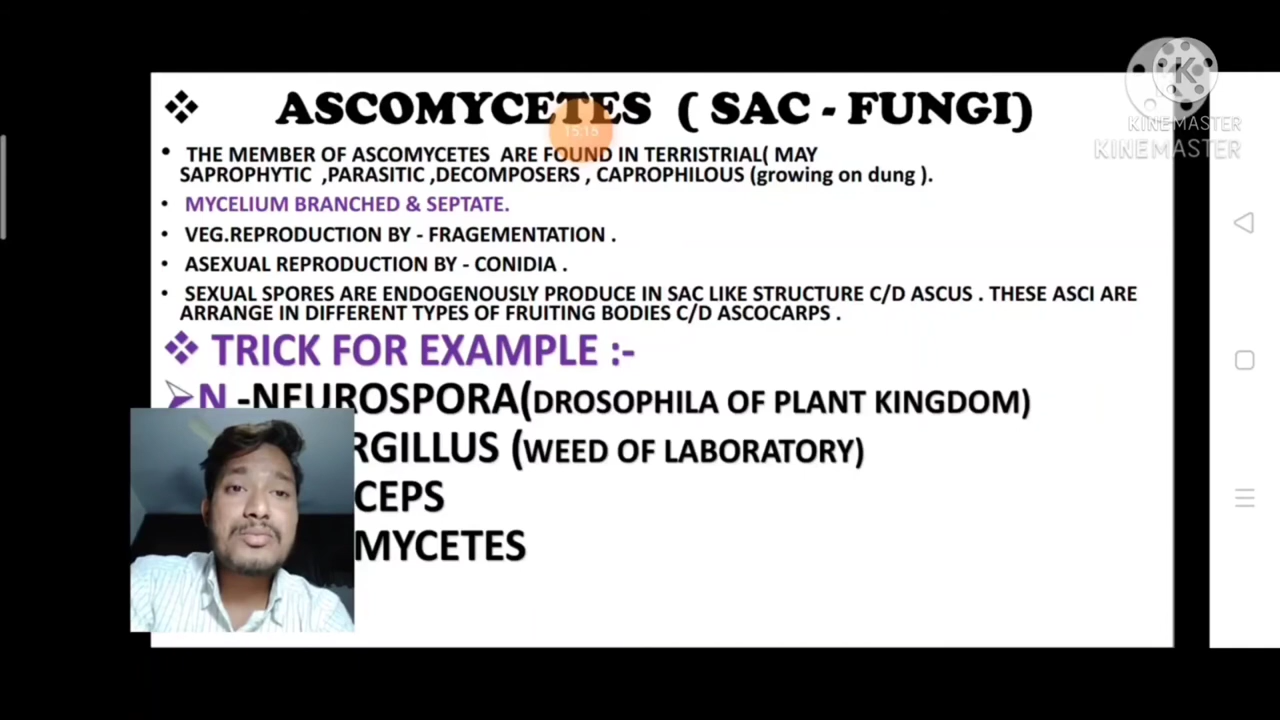 ASCOMYCETES ( SAC - FUNGI)
15:15
KINEMASTER
KINEMASTER
THE MEMBER OF ASCOMYCETES ARE FOUND IN TERRISTRIAL( MAY
SAPROPHYTIC ,PARASITIC ,DECOMPOSERS , CAPROPHILOUS (growing on dung ).
MYCELIUM BRANCHED & SEPTATE.
VEG.REPRODUCTION BY - FRAGEMENTATION .
ASEXUAL REPRODUCTION BY - CONIDIA .
SEXUAL SPORES ARE ENDOGENOUSLY PRODUCE IN SAC LIKE STRUCTURE C/D ASCUS . THESE ASCI ARE
ARRANGE IN DIFFERENT TYPES OF FRUITING BODIES C/D ASCOCARPS .
TRICK FOR EXAMPLE :-
N -NEUROSPORA(DROSOPHILA OF PLANT KINGDOM)
RGILLUS (WEED OF LABORATORY)
CEPS
MYCETES